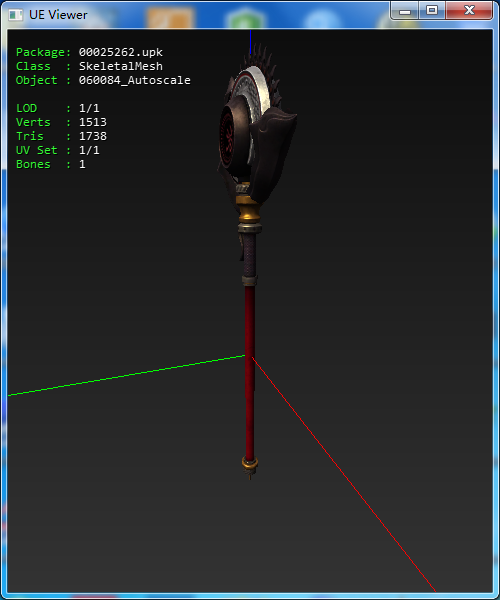 UE Viewer
Package: 00025262.upk
Class  : SkeletalMesh
Object : 060084_Autoscale
LOD    : 1/1
Verts  : 1513
Tris   : 1738
UV Set : 1/1
Bones  : 1